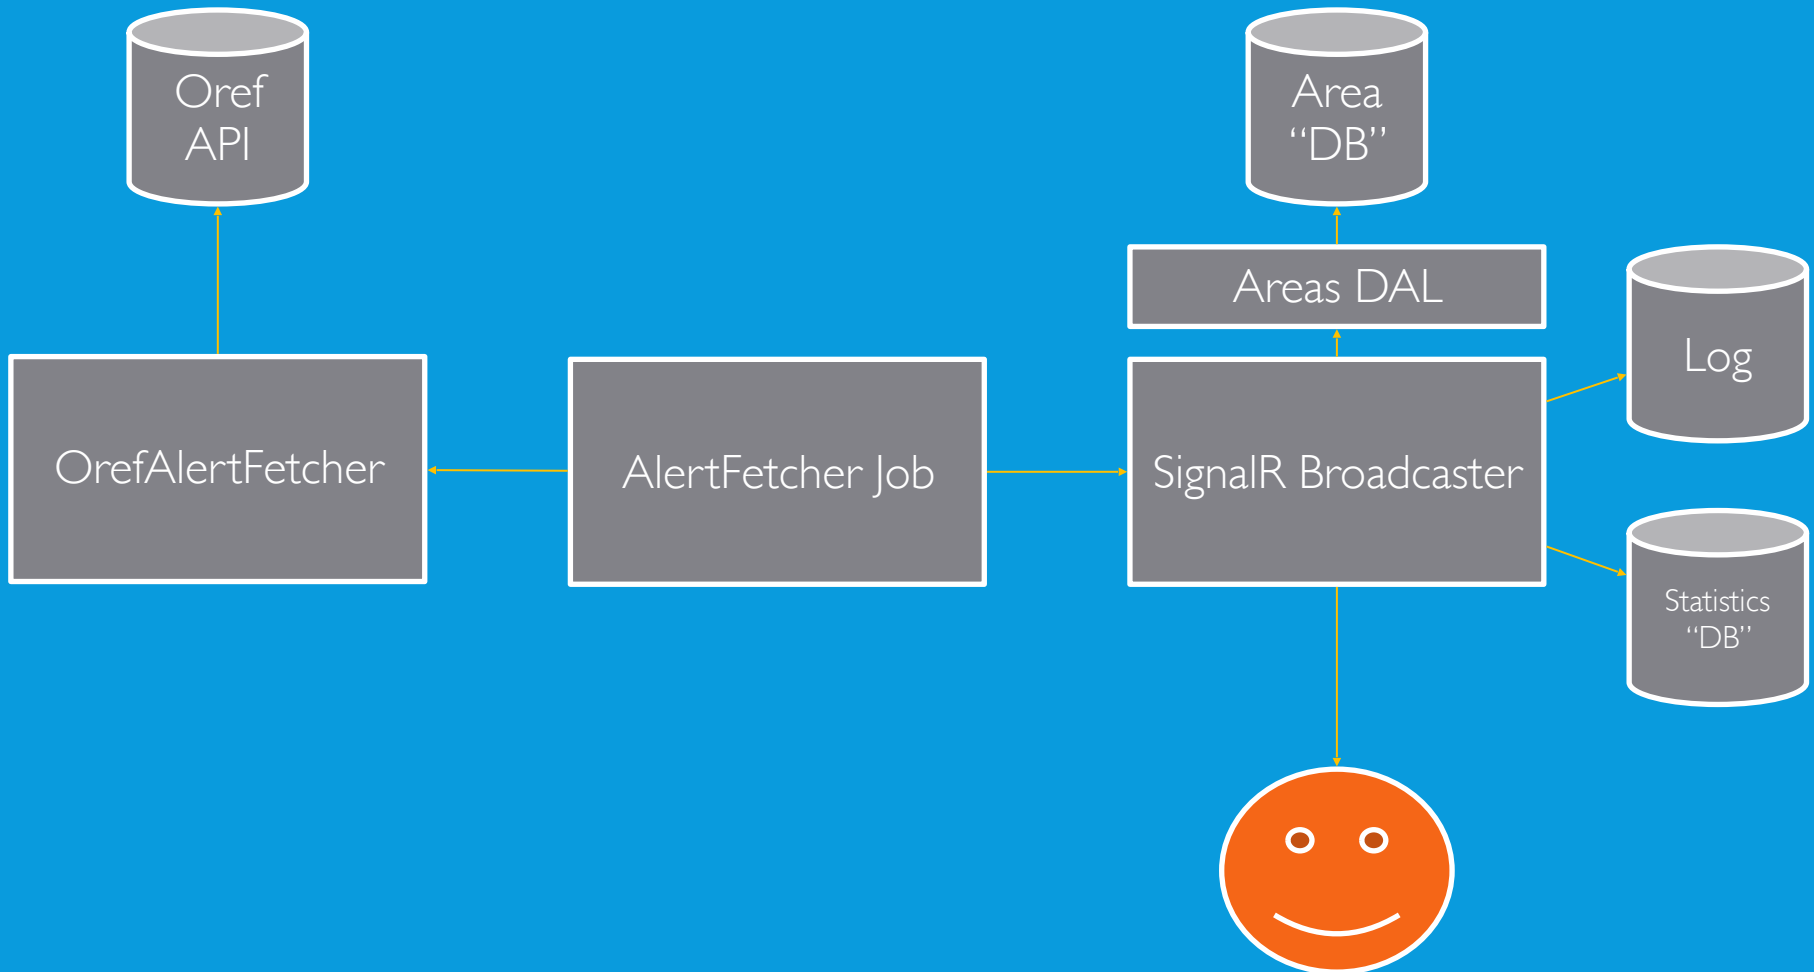 Oref
API
Area
“DB”
Areas DAL
Log
OrefAlertFetcher
AlertFetcher Job
SignalR Broadcaster
Statistics
“DB”